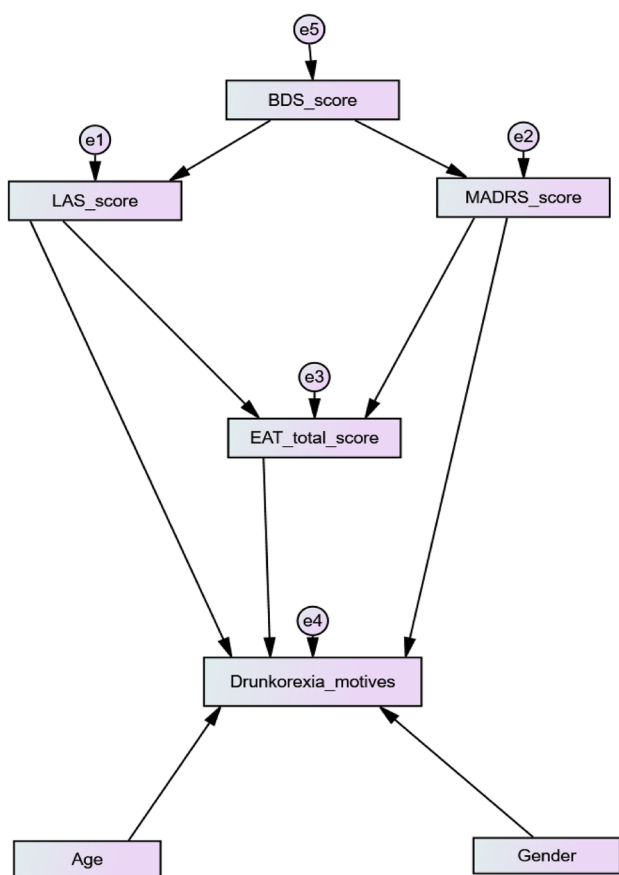 e5
BDS_score
e1
e2
LAS_score
MADRS_score
e3
EAT_total_score
e4
Drunkorexia_motives
Age
Gender